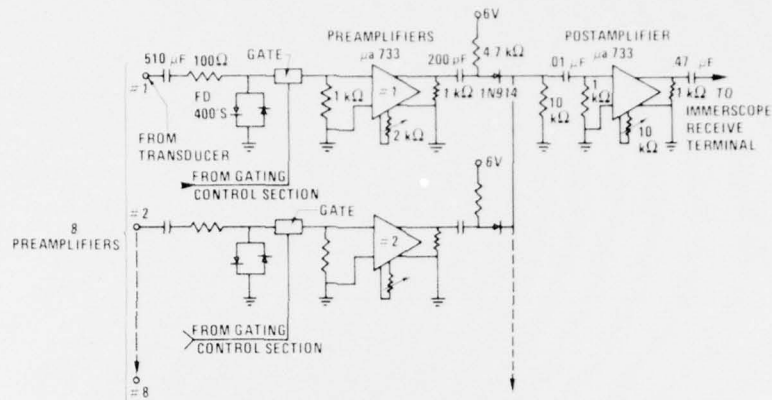 6V
PREAMPLIFIERS
μa 733
POSTAMPLIFIER
μa 733
510 μF
100Ω
GATE
200 pF
4.7 kΩ
01 μF
47 μF
=1
FD
400'S
1 kΩ
=1
2 kΩ
1 kΩ
1N914
10
kΩ
1
kΩ
10
kΩ
1 kΩ
TO
IMMERSCOPE
RECEIVE
TERMINAL
FROM
TRANSDUCER
FROM GATING
CONTROL SECTION
6V
=2
GATE
8
PREAMPLIFIERS
=2
FROM GATING
CONTROL SECTION
=8